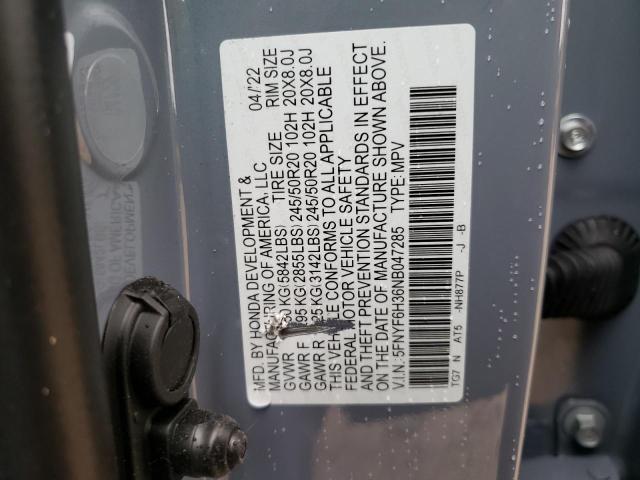 MFD. BY HONDA DEVELOPMENT &
MANUFACTURING OF AMERICA, LLC 04/'22
GVWR KG(5842LBS) TIRE SIZE RIM SIZE
GAWR F 95KG(2855LBS) 245/50R20 102H 20X8.0J
GAWR R 25KG(3142LBS) 245/50R20 102H 20X8.0J
THIS VEHICLE CONFORMS TO ALL APPLICABLE
FEDERAL MOTOR VEHICLE SAFETY
AND THEFT PREVENTION STANDARDS IN EFFECT
ON THE DATE OF MANUFACTURE SHOWN ABOVE.
V.I.N.: 5FNYF6H36NB047285 TYPE: MPV
TG7 N AT5 -NH877P -J -B